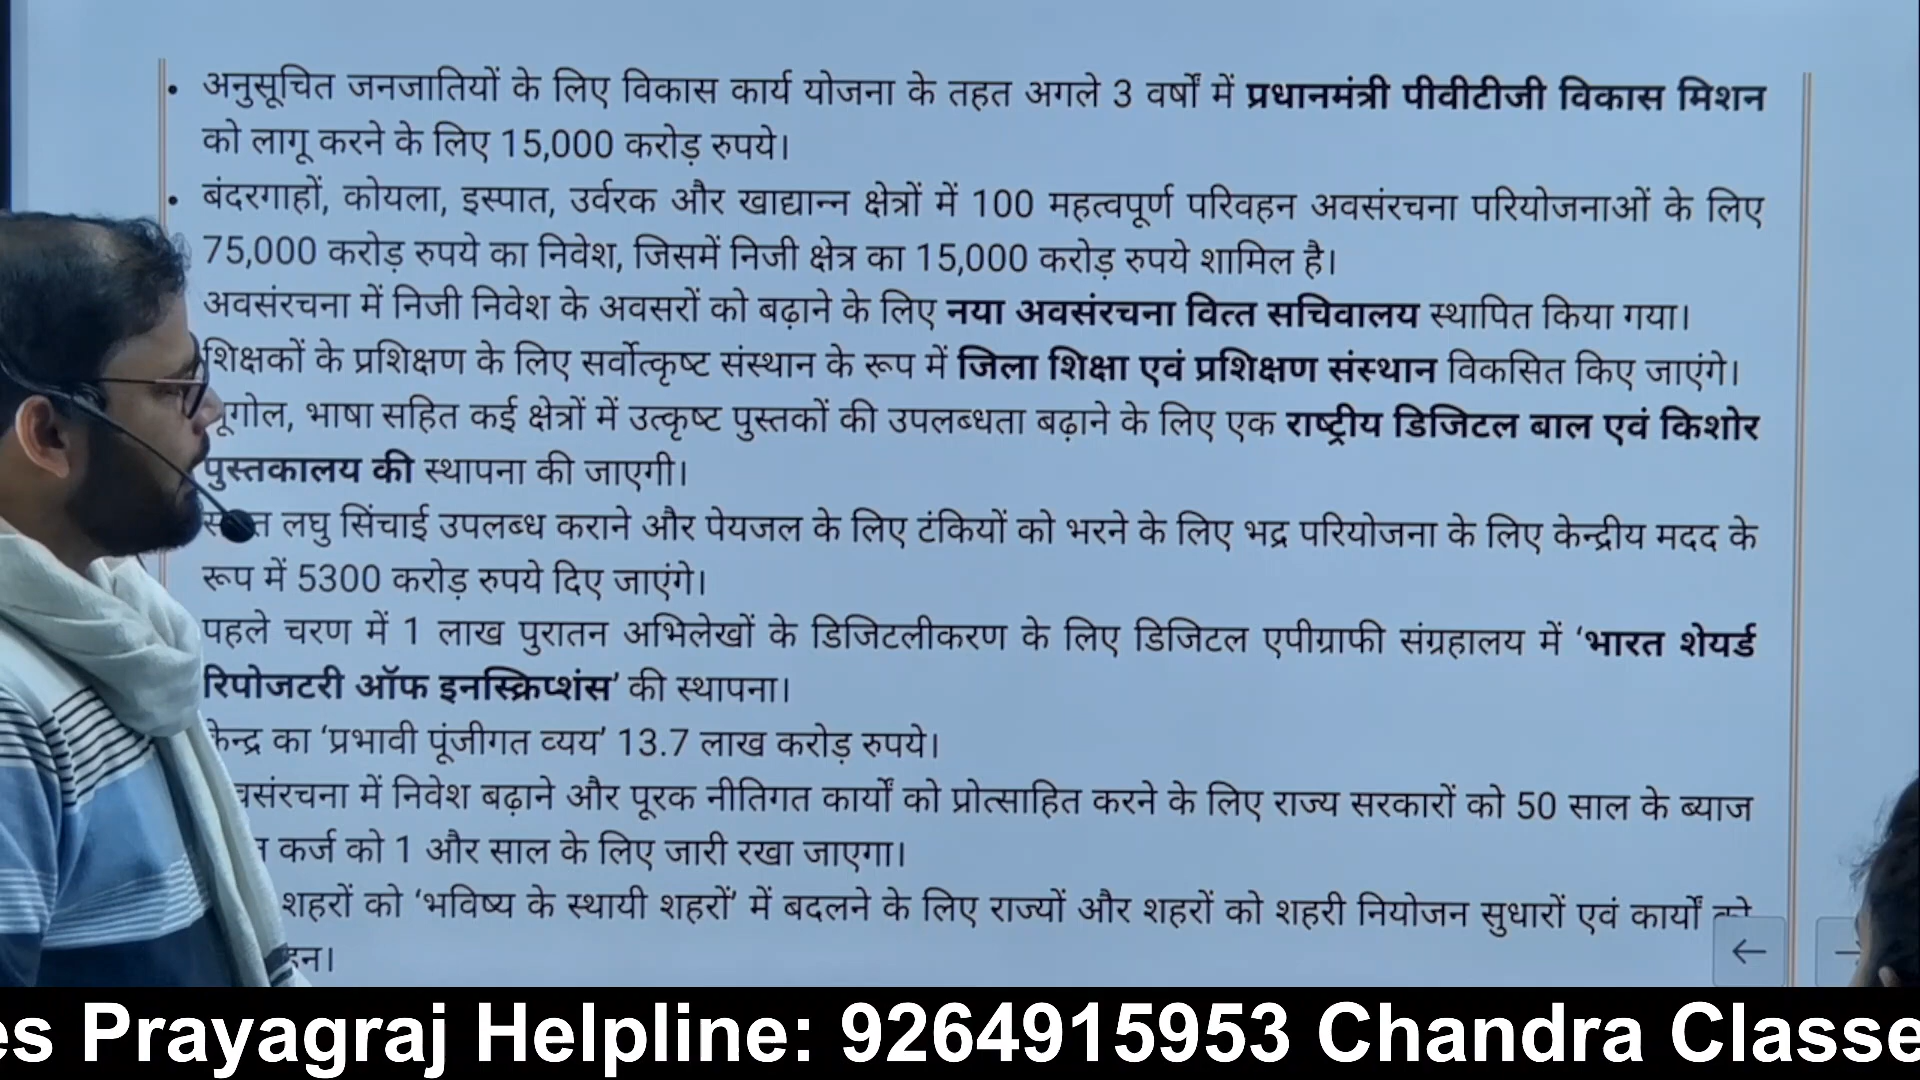 • अनुसूचित जनजातियों के लिए विकास कार्य योजना के तहत अगले 3 वर्षों में प्रधानमंत्री पीवीटीजी विकास मिशन
को लागू करने के लिए 15,000 करोड़ रुपये।
• बंदरगाहों, कोयला, इस्पात, उर्वरक और खाद्यान्न क्षेत्रों में 100 महत्वपूर्ण परिवहन अवसंरचना परियोजनाओं के लिए
75,000 करोड़ रुपये का निवेश, जिसमें निजी क्षेत्र का 15,000 करोड़ रुपये शामिल है।
अवसंरचना में निजी निवेश के अवसरों को बढ़ाने के लिए नया अवसंरचना वित्त सचिवालय स्थापित किया गया।
शिक्षकों के प्रशिक्षण के लिए सर्वोत्कृष्ट संस्थान के रूप में जिला शिक्षा एवं प्रशिक्षण संस्थान विकसित किए जाएंगे।
भाषा सहित कई क्षेत्रों में उत्कृष्ट पुस्तकों की उपलब्धता बढ़ाने के लिए एक राष्ट्रीय डिजिटल बाल एवं किशोर
पुस्तकालय की स्थापना की जाएगी।
लघु सिंचाई उपलब्ध कराने और पेयजल के लिए टंकियों को भरने के लिए भद्र परियोजना के लिए केन्द्रीय मदद के
रूप में 5300 करोड़ रुपये दिए जाएंगे।
पहले चरण में 1 लाख पुरातन अभिलेखों के डिजिटलीकरण के लिए डिजिटल एपीग्राफी संग्रहालय में ‘भारत शेयर्ड
रिपोजटरी ऑफ इनस्क्रिप्शंस’ की स्थापना।
केन्द्र का ‘प्रभावी पूंजीगत व्यय’ 13.7 लाख करोड़ रुपये।
में निवेश बढ़ाने और पूरक नीतिगत कार्यों को प्रोत्साहित करने के लिए राज्य सरकारों को 50 साल के ब्याज
कर्ज को 1 और साल के लिए जारी रखा जाएगा।
शहरों को ‘भविष्य के स्थायी शहरों’ में बदलने के लिए राज्यों और शहरों को शहरी नियोजन सुधारों एवं कार्यों
es Prayagraj Helpline: 9264915953 Chandra Classe